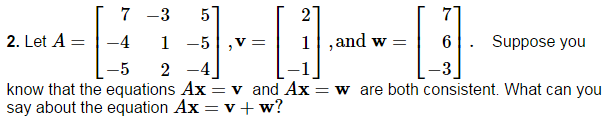 2. Let A = [ 7 −3 5 ; −4 1 −5 ; −5 2 −4 ], v = [ 2 ; 1 ; −1 ], and w = [ 7 ; 6 ; −3 ]. Suppose you
know that the equations Ax = v and Ax = w are both consistent. What can you
say about the equation Ax = v + w?